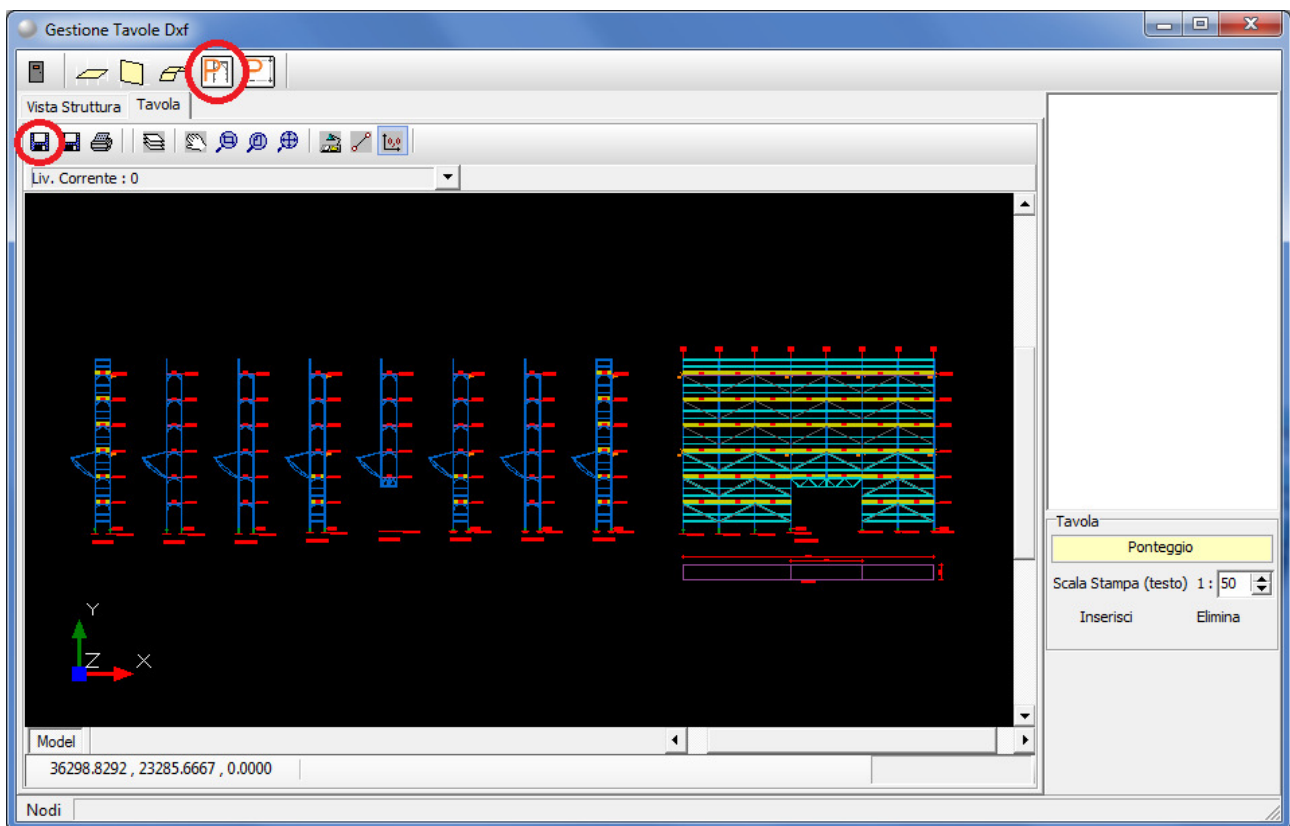 Gestione Tavole Dxf
Vista Struttura Tavola
Liv. Corrente : 0
Y
Z X
Tavola
Ponteggio
Scala Stampa (testo) 1 : 50
Inserisci Elimina
Model
36298.8292 , 23285.6667 , 0.0000
Nodi